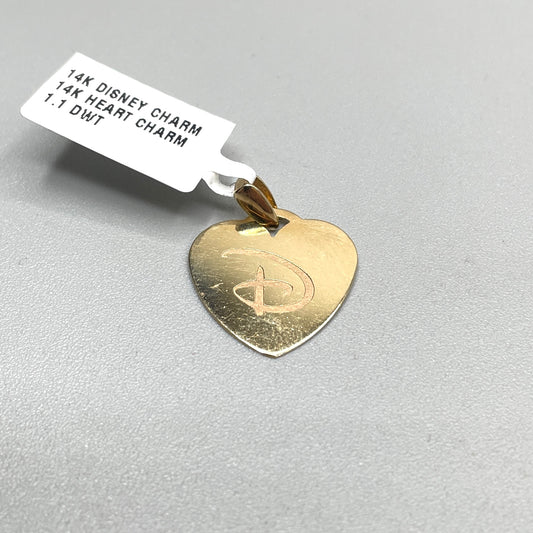 14K DISNEY CHARM
14K HEART CHARM
1.1 DWT
D